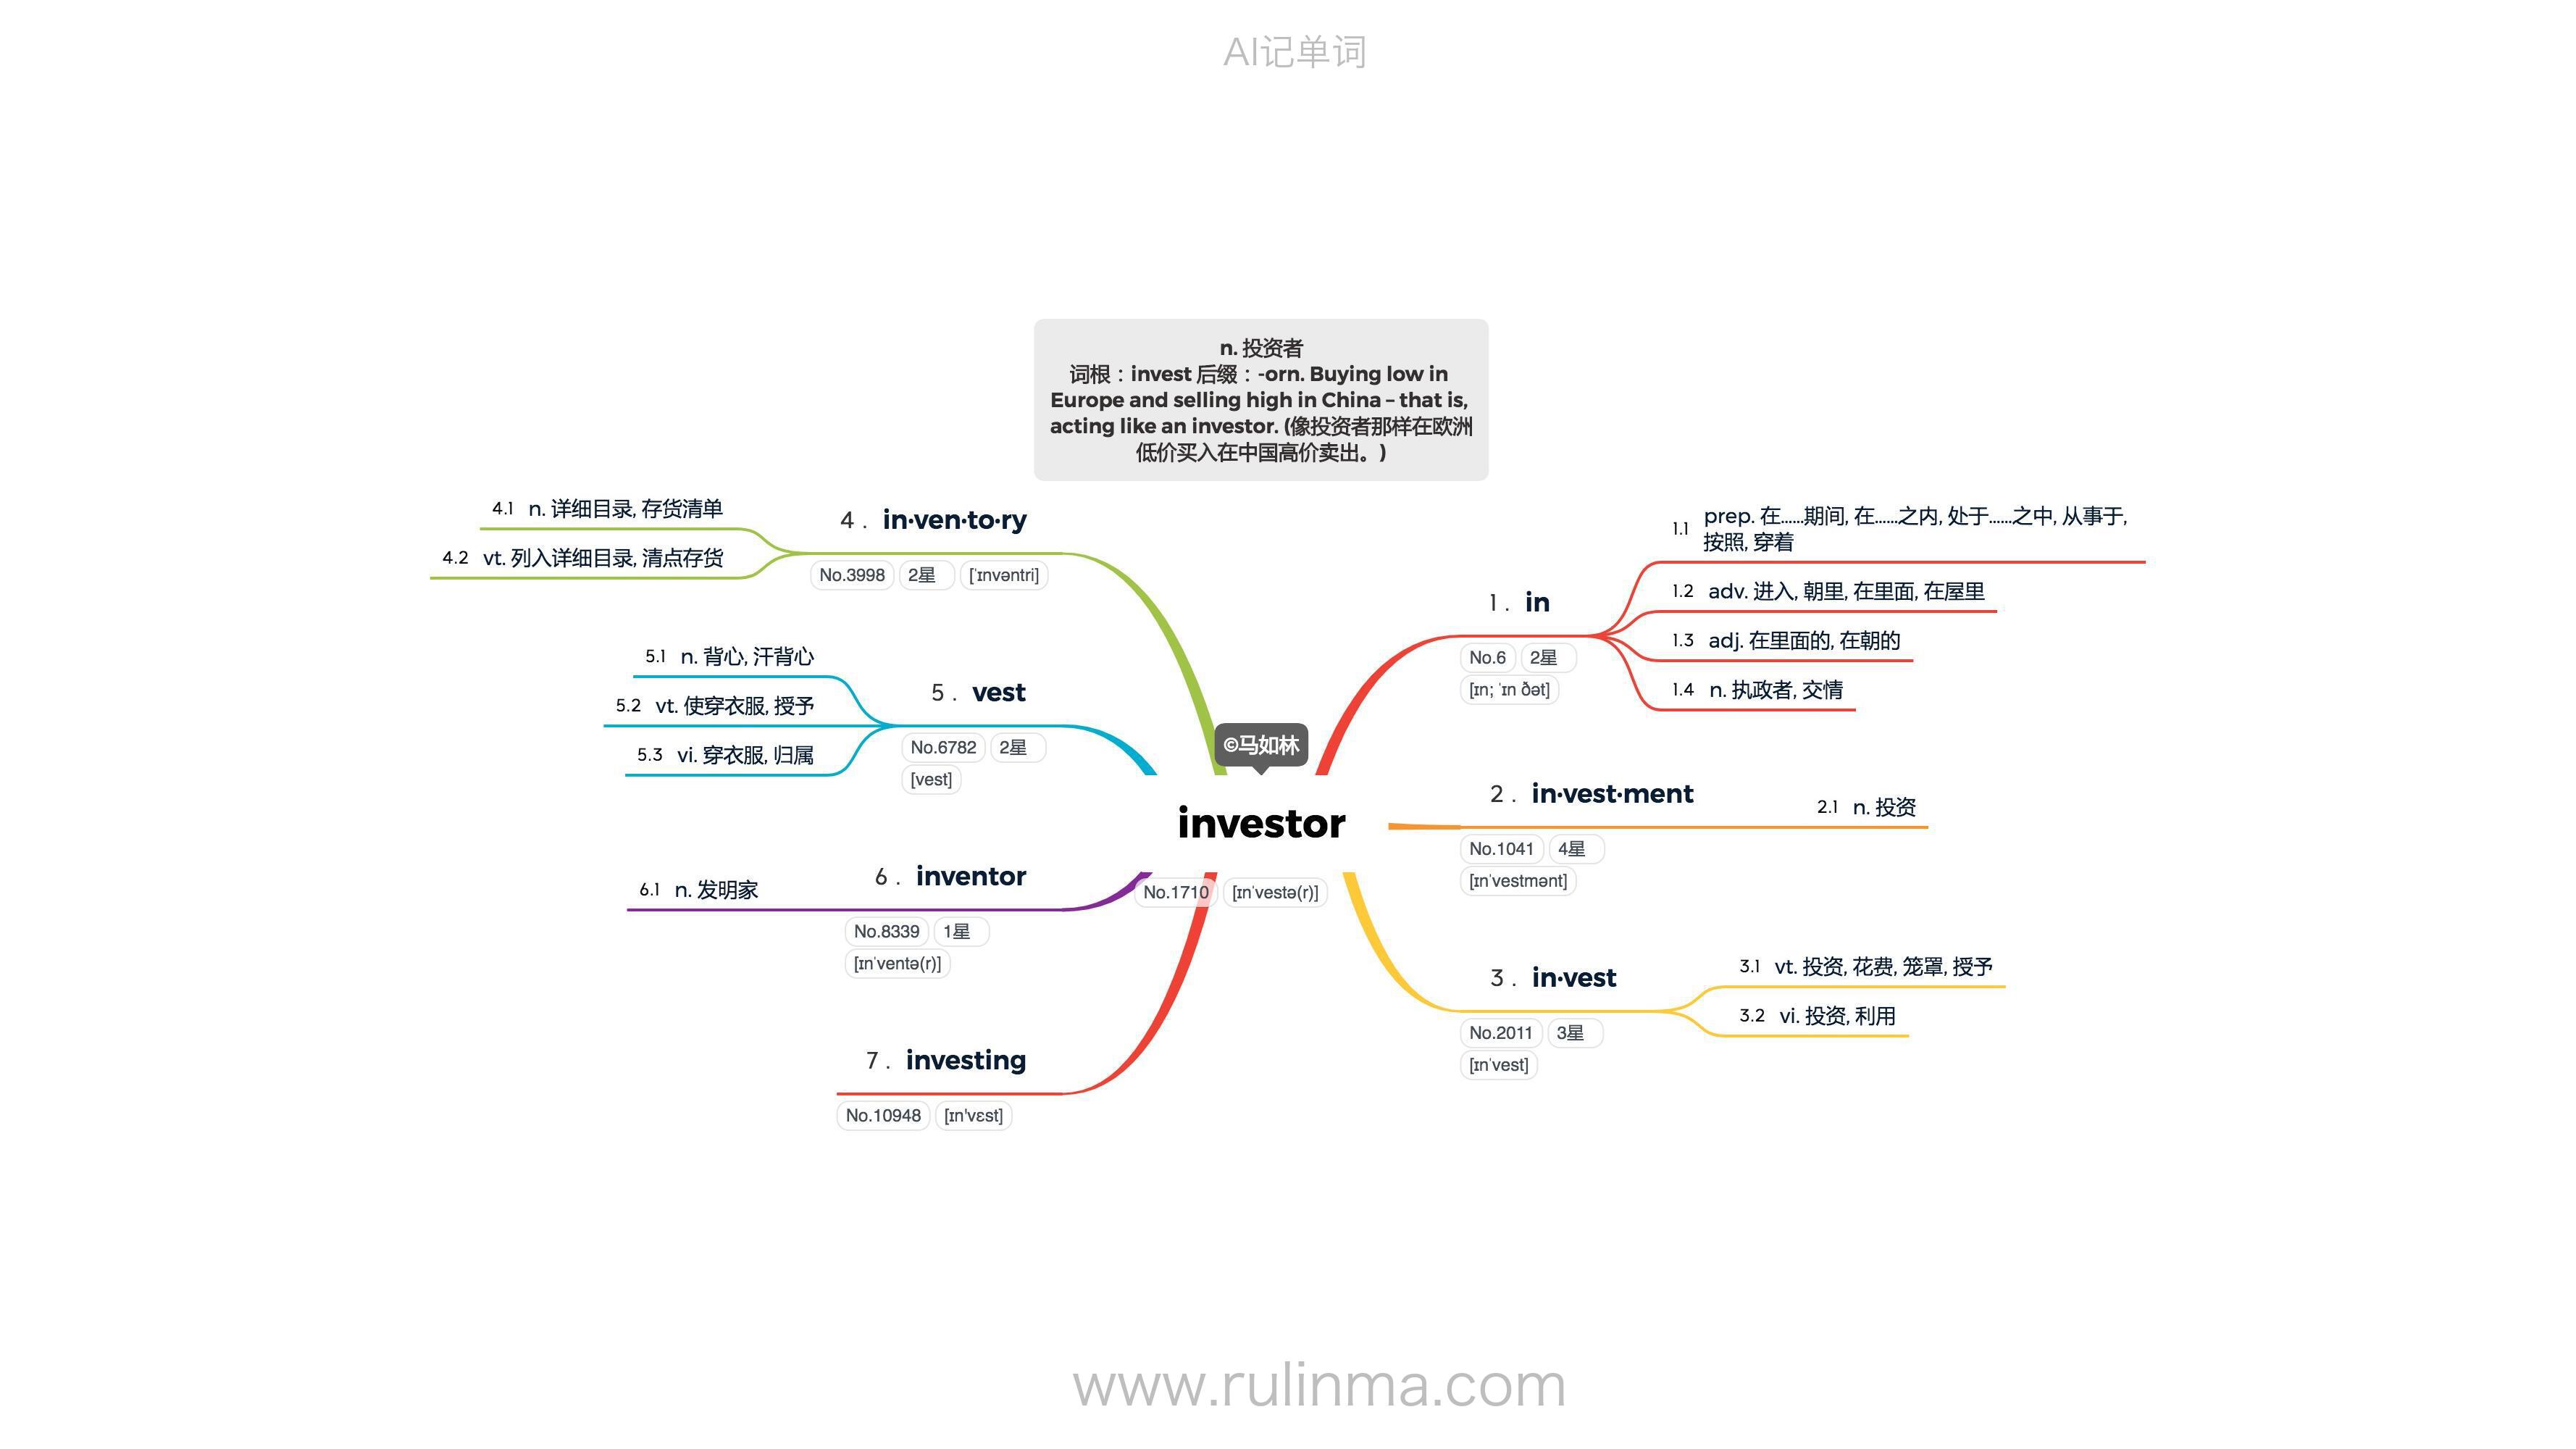 AI记单词
n. 投资者
词根：invest 后缀：-orn. Buying low in
Europe and selling high in China – that is,
acting like an investor. (像投资者那样在欧洲
低价买入在中国高价卖出。)
©马如林
investor
No.1710 [ɪnˈvestə(r)]
1. in
No.6 2星
[ɪn; ˈɪn ðət]
1.1 prep. 在……期间, 在……之内, 处于……之中, 从事于,
按照, 穿着
1.2 adv. 进入, 朝里, 在里面, 在屋里
1.3 adj. 在里面的, 在朝的
1.4 n. 执政者, 交情
2. in·vest·ment
No.1041 4星
[ɪnˈvestmənt]
2.1 n. 投资
3. in·vest
No.2011 3星
[ɪnˈvest]
3.1 vt. 投资, 花费, 笼罩, 授予
3.2 vi. 投资, 利用
4. in·ven·to·ry
No.3998 2星 [ˈɪnvəntri]
4.1 n. 详细目录, 存货清单
4.2 vt. 列入详细目录, 清点存货
5. vest
No.6782 2星
[vest]
5.1 n. 背心, 汗背心
5.2 vt. 使穿衣服, 授予
5.3 vi. 穿衣服, 归属
6. inventor
No.8339 1星
[ɪnˈventə(r)]
6.1 n. 发明家
7. investing
No.10948 [ɪn'vɛst]
www.rulinma.com